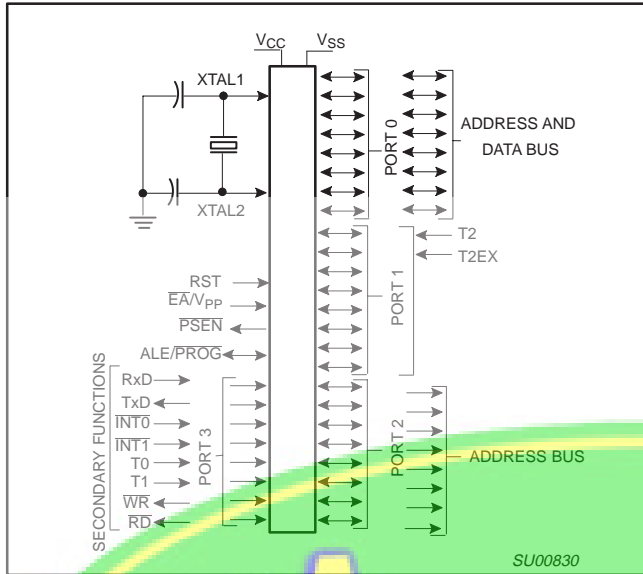 VCC VSS
XTAL1
PORT 0
ADDRESS AND
DATA BUS
XTAL2
T2
T2EX
PORT 1
RST
EA/VPP
PSEN
ALE/PROG
SECONDARY FUNCTIONS
RxD
TxD
INT0
INT1
T0
T1
WR
RD
PORT 3
PORT 2
ADDRESS BUS
SU00830